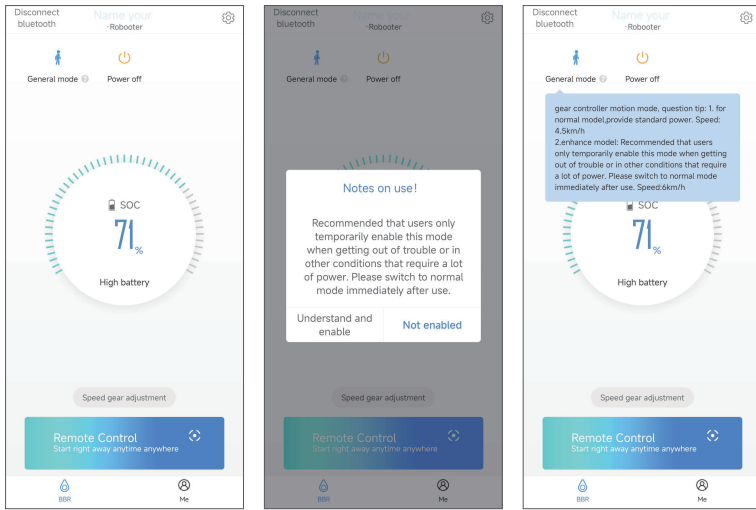 Disconnect
bluetooth
Name your
-Robooter
General mode ?
Power off
SOC
71%
High battery
Speed gear adjustment
Remote Control
Start right away anytime anywhere
BBR
Me
Disconnect
bluetooth
Name your
-Robooter
General mode ?
Power off
Notes on use!
Recommended that users only
temporarily enable this mode
when getting out of trouble or in
other conditions that require a lot
of power. Please switch to normal
mode immediately after use.
Understand and
enable
Not enabled
Speed gear adjustment
Remote Control
Start right away anytime anywhere
BBR
Me
Disconnect
bluetooth
Name your
-Robooter
General mode ?
Power off
gear controller motion mode, question tip: 1. for
normal model,provide standard power. Speed:
4.5km/h
2.enhance model: Recommended that users
only temporarily enable this mode when getting
out of trouble or in other conditions that require
a lot of power. Please switch to normal mode
immediately after use. Speed:6km/h
SOC
71%
High battery
Speed gear adjustment
Remote Control
Start right away anytime anywhere
BBR
Me